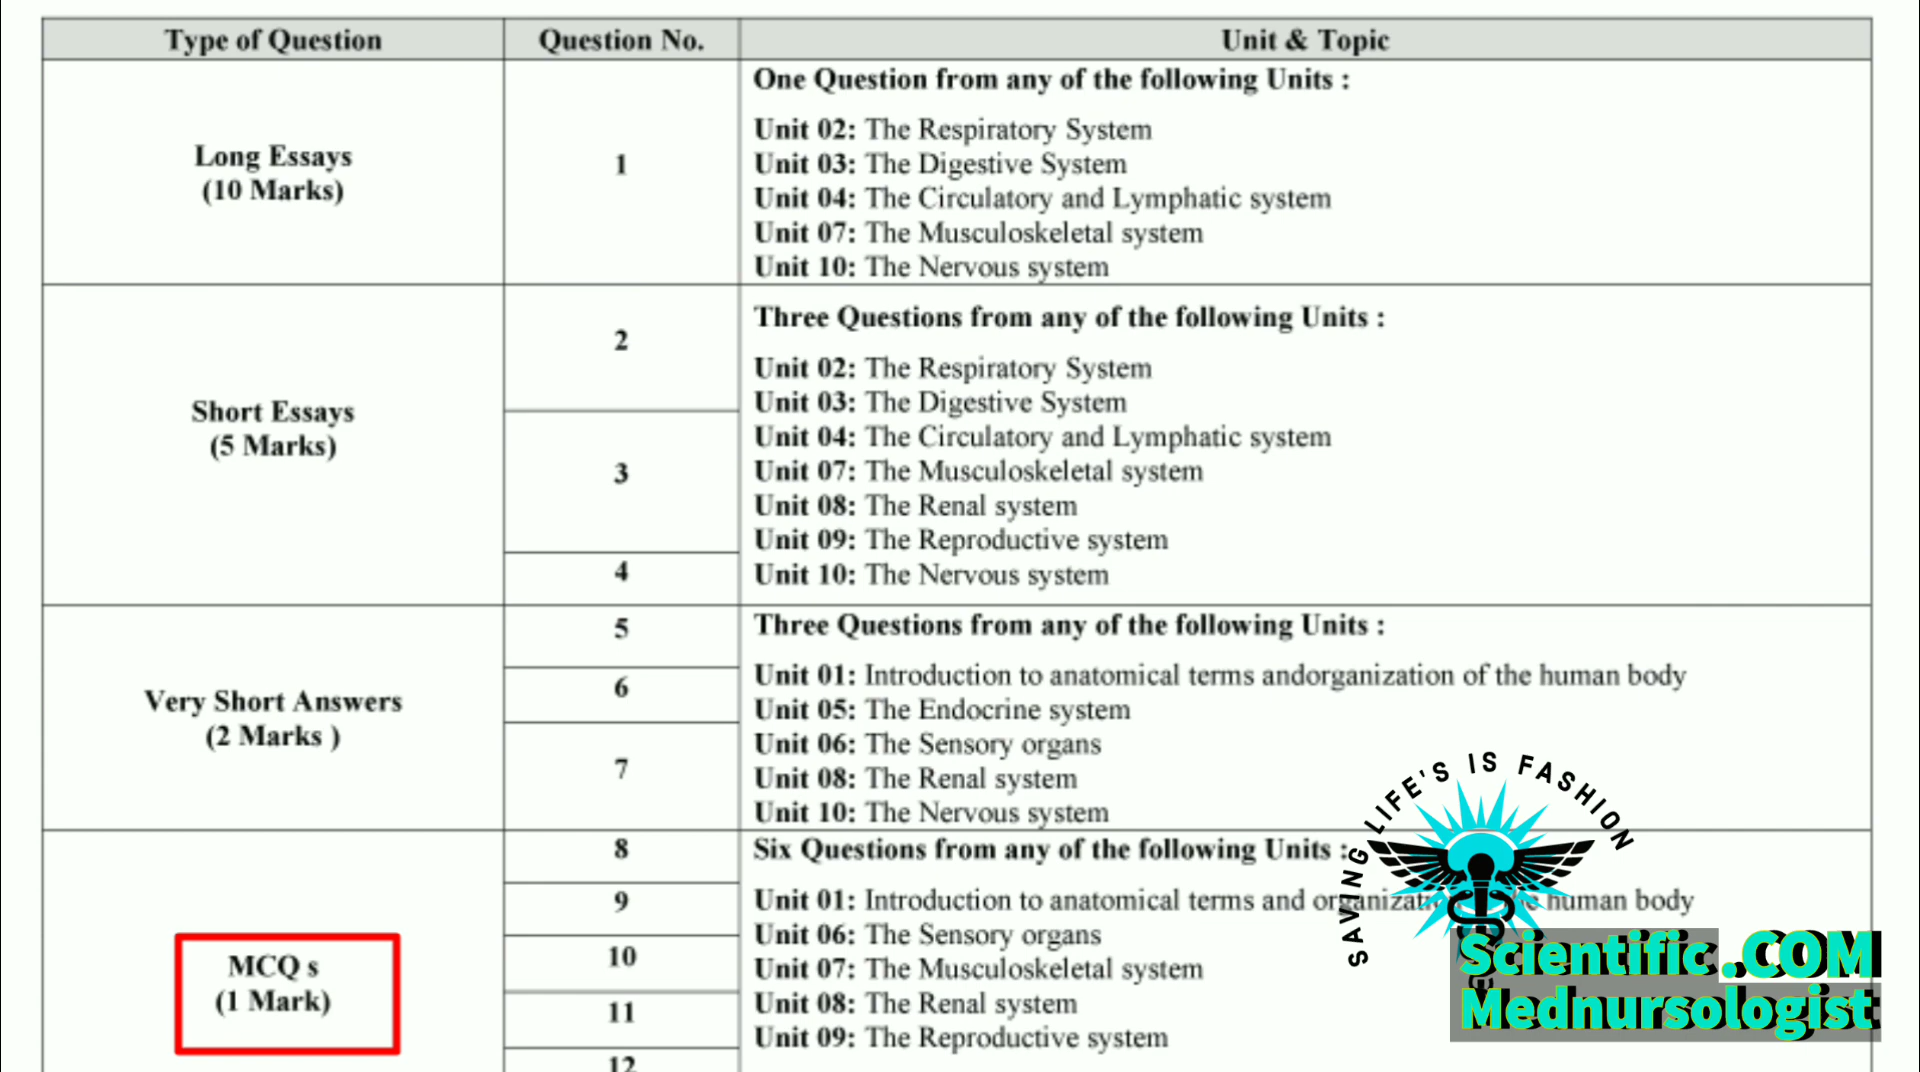 Type of Question
Question No.
Unit & Topic
Long Essays
(10 Marks)
1
One Question from any of the following Units :
Unit 02: The Respiratory System
Unit 03: The Digestive System
Unit 04: The Circulatory and Lymphatic system
Unit 07: The Musculoskeletal system
Unit 10: The Nervous system
Short Essays
(5 Marks)
2
3
4
Three Questions from any of the following Units :
Unit 02: The Respiratory System
Unit 03: The Digestive System
Unit 04: The Circulatory and Lymphatic system
Unit 07: The Musculoskeletal system
Unit 08: The Renal system
Unit 09: The Reproductive system
Unit 10: The Nervous system
Very Short Answers
(2 Marks )
5
6
7
Three Questions from any of the following Units :
Unit 01: Introduction to anatomical terms andorganization of the human body
Unit 05: The Endocrine system
Unit 06: The Sensory organs
Unit 08: The Renal system
Unit 10: The Nervous system
MCQ s
(1 Mark)
8
9
10
11
12
Six Questions from any of the following Units :
Unit 01: Introduction to anatomical terms and human body
Unit 06: The Sensory organs
Unit 07: The Musculoskeletal system
Unit 08: The Renal system
Unit 09: The Reproductive system
SAVING LIFE'S IS FASHION
Scientific .COM
Mednursologist